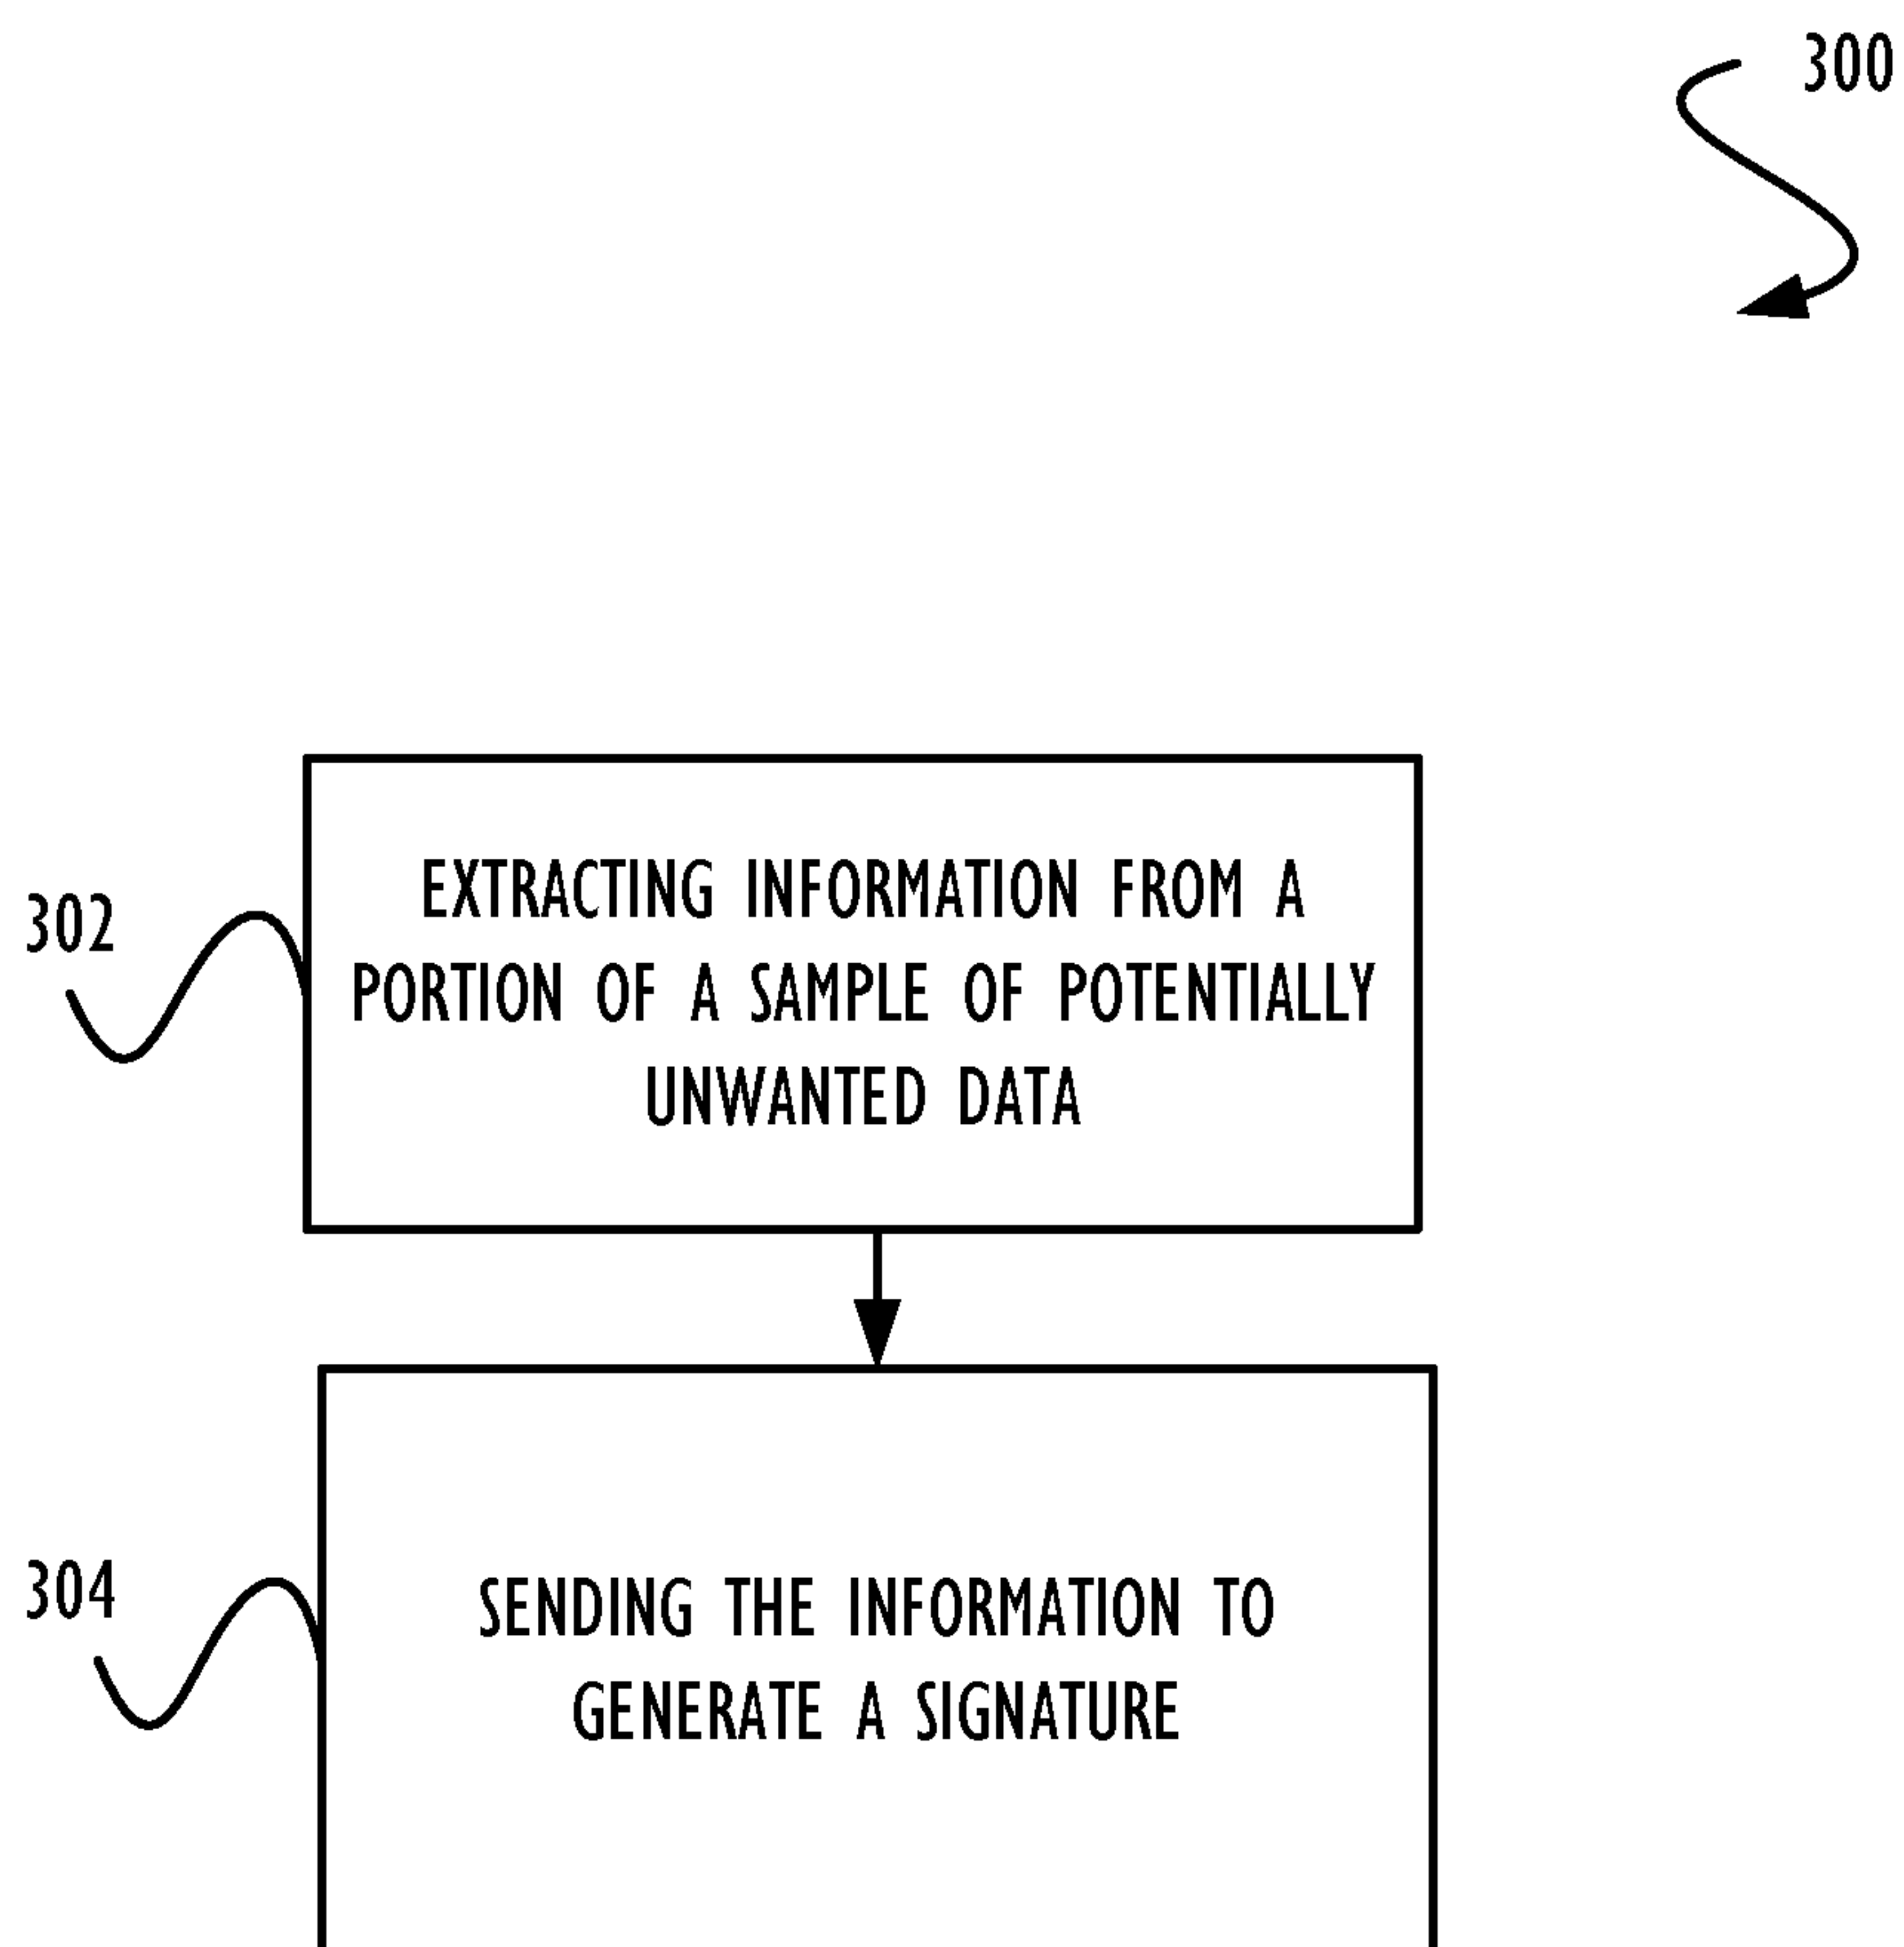 300
302
EXTRACTING INFORMATION FROM A
PORTION OF A SAMPLE OF POTENTIALLY
UNWANTED DATA
304
SENDING THE INFORMATION TO
GENERATE A SIGNATURE